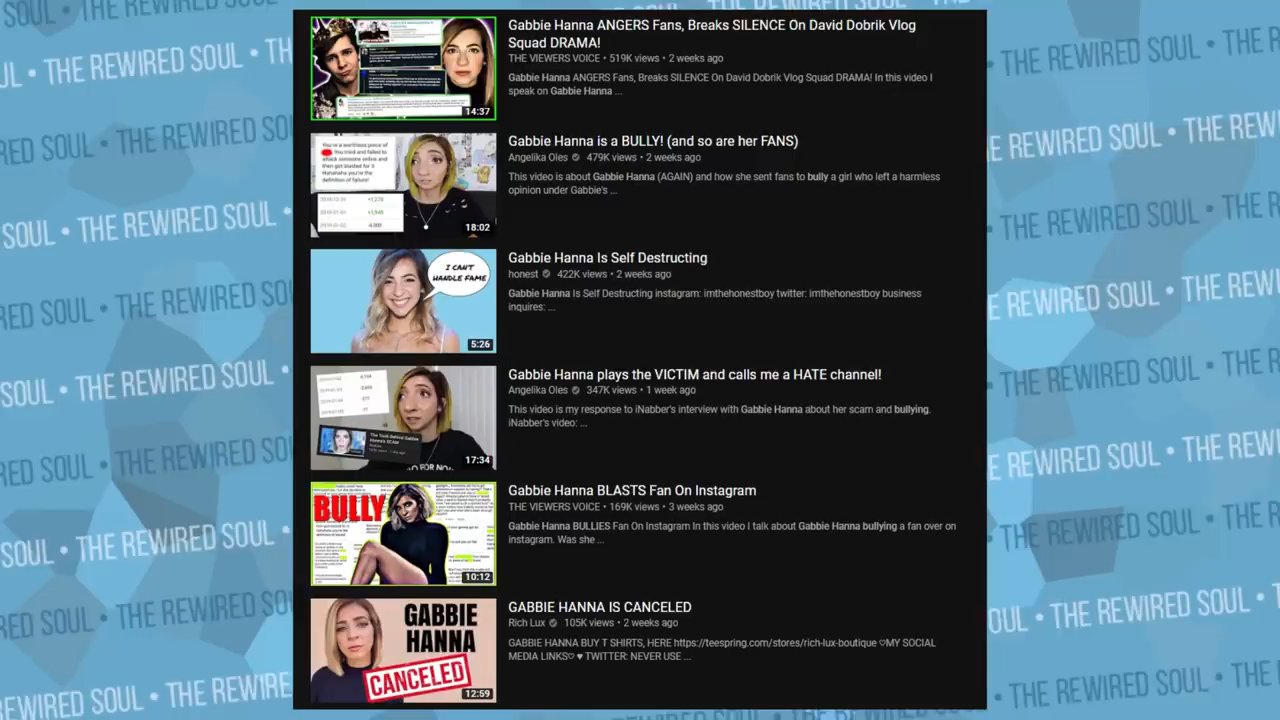 Gabbie Hanna ANGERS Fans, Breaks SILENCE On David Dobrik Vlog
Squad DRAMA!
THE VIEWERS VOICE • 519K views • 2 weeks ago
Gabbie Hanna ANGERS Fans, Breaks SILENCE On David Dobrik Vlog Squad DRAMA! In this video I
speak on Gabbie Hanna ...
14:37
Gabbie Hanna is a BULLY! (and so are her FANS)
Angelika Oles 479K views • 2 weeks ago
This video is about Gabbie Hanna (AGAIN) and how she sent fans to bully a girl who left a harmless
opinion under Gabbie's ...
18:02
Gabbie Hanna Is Self Destructing
honest 422K views • 2 weeks ago
Gabbie Hanna Is Self Destructing instagram: imthehonestboy twitter: imthehonestboy business
inquires: ...
I CAN'T
HANDLE FAME
5:26
Gabbie Hanna plays the VICTIM and calls me a HATE channel!
Angelika Oles 347K views • 1 week ago
This video is my response to iNabber's interview with Gabbie Hanna about her scam and bullying.
iNabber's video: ...
17:34
Gabbie Hanna BLASTS Fan On Instagram
THE VIEWERS VOICE • 169K views • 3 weeks ago
Gabbie Hanna BULLIED Fan On Instagram In this video I talk about Gabbie Hanna bullying a fan over on
instagram. Was she ...
BULLY
10:12
GABBIE HANNA IS CANCELED
Rich Lux 105K views • 2 weeks ago
GABBIE HANNA BUY T SHIRTS, HERE https://teespring.com/stores/rich-lux-boutique ♡MY SOCIAL
MEDIA LINKS♡ ♥ TWITTER: NEVER USE ...
GABBIE
HANNA
CANCELED
12:59
THE REWIRED SOUL • THE REWIRED SOUL